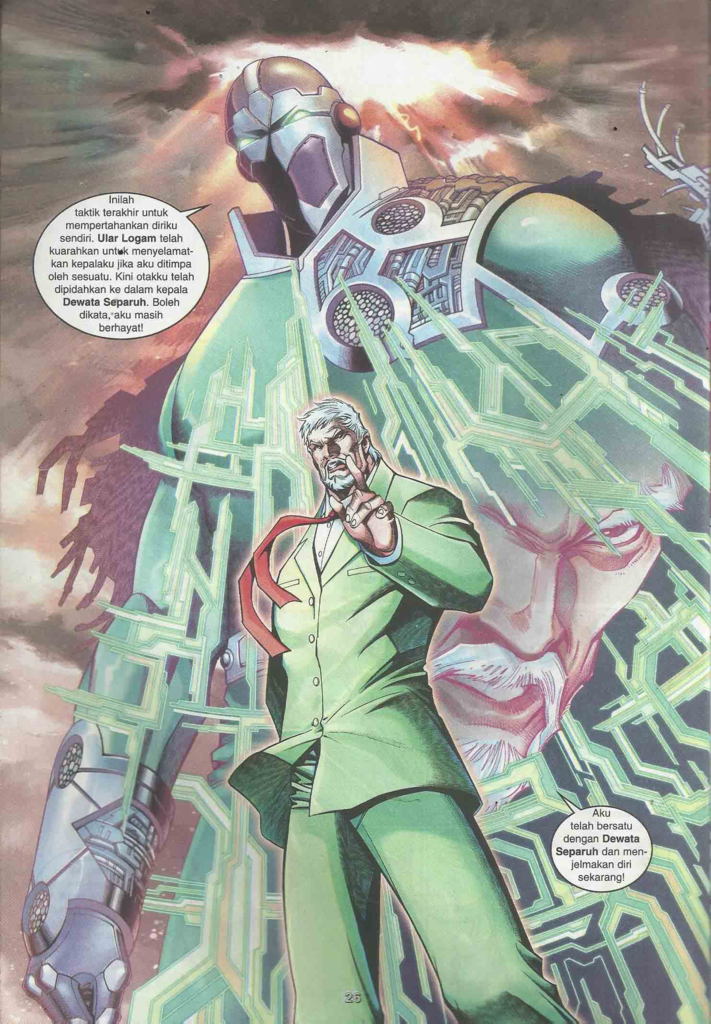 Inilah
taktik terakhir untuk
mempertahankan diriku
sendiri. Ular Logam telah
kuarahkan untuk menyelamat-
kan kepalaku jika aku ditimpa
oleh sesuatu. Kini otakku telah
dipidahkan ke dalam kepala
Dewata Separuh. Boleh
dikata, aku masih
berhayat!
Aku
telah bersatu
dengan Dewata
Separuh dan men-
jelmakan diri
sekarang!
26